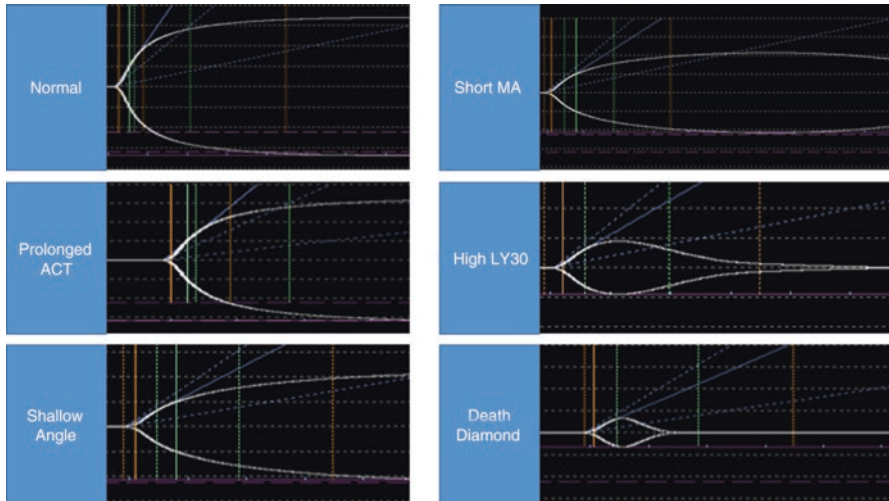 Normal
Short MA
Prolonged
ACT
High LY30
Shallow
Angle
Death
Diamond